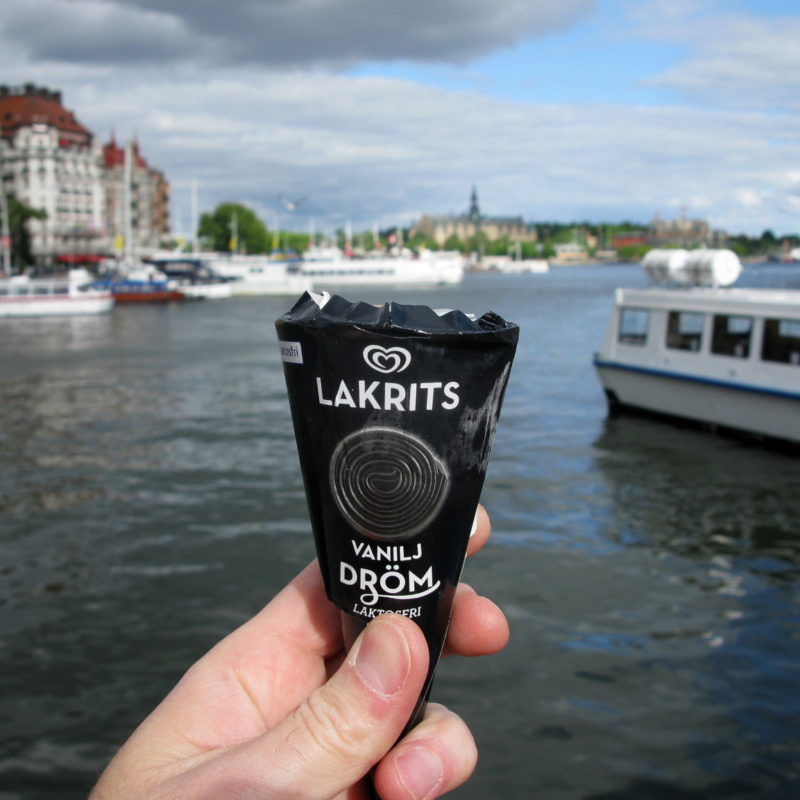 LAKRITS
VANILJ
DRÖM
LAKTOSFRI